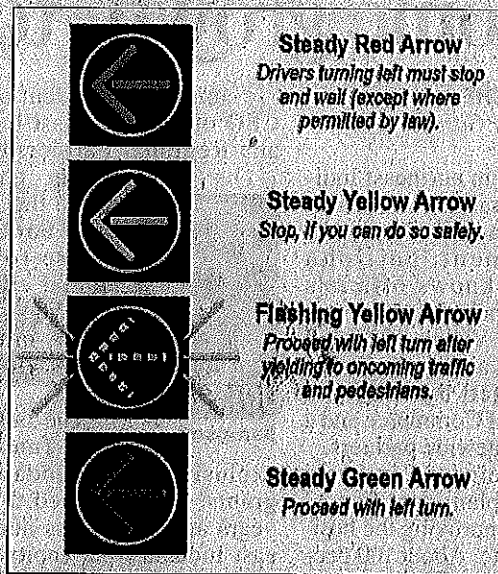 Steady Red Arrow
Drivers turning left must stop
and wait (except where
permitted by law).
Steady Yellow Arrow
Stop, if you can do so safely.
Flashing Yellow Arrow
Proceed with left turn after
yielding to oncoming traffic
and pedestrians.
Steady Green Arrow
Proceed with left turn.